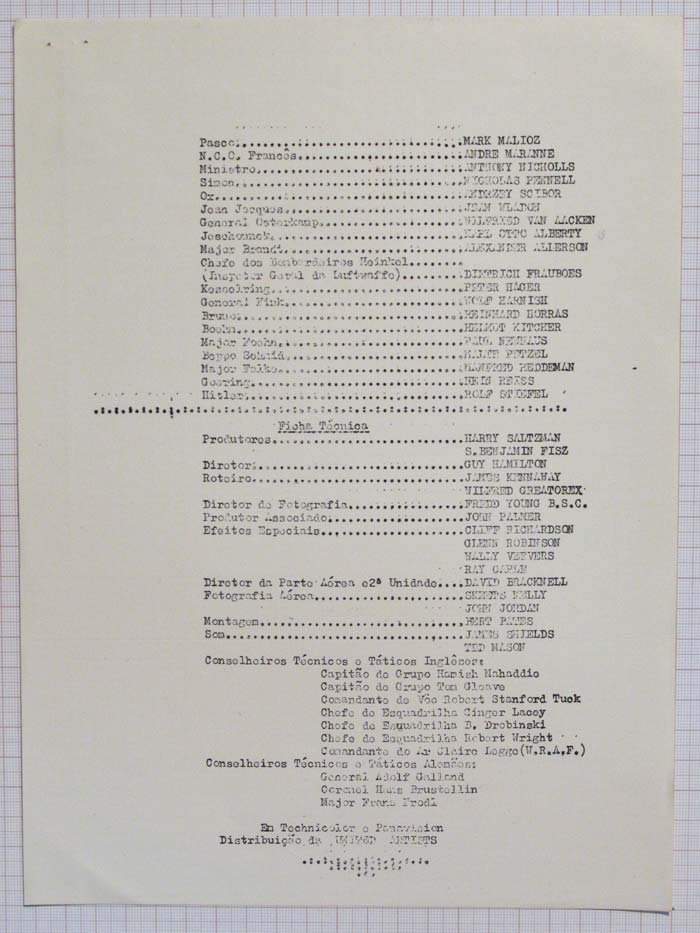 Pascal..............................MARK MALIOZ
N.C.C. Francês......................ANDRE MARANNE
Ministro............................ANTHONY NICHOLLS
Simon...............................NICHOLAS PENNELL
Ox..................................ANDRZEY SCIBOR
Jean Jacques........................JEAN WLADON
General Osterkamp...................WILFRIED VAN AACKEN
Jeschonnek..........................KARL OTTO ALBERTY
Major Brandt........................ALEXANDER ALLERSON
Chefe dos Bombardeiros Heinkel.......
(Inspetor Geral da Luftwaffe).......DIETRICH FRAUBOES
Kesselring..........................PETER HAGER
General Fink........................WOLF HARNISH
Bruno...............................REINHARD HORRAS
Boehn...............................HELMUT KITCHER
Major Foehn.........................PAUL NEUHAUS
Beppo Schmid........................MALTE PETZEL
Major Falke.........................MANFRED REDDEMAN
Goering.............................HEIN REISS
Hitler..............................ROLF STIEFEL
Ficha Técnica
Produtores..........................HARRY SALTZMAN
S.BENJAMIN FISZ
Diretor:............................GUY HAMILTON
Roteiro.............................JAMES KENNAWAY
WILFRED GREATOREX
Diretor de Fotografia...............FREDD YOUNG B.S.C.
Produtor Associado..................JOHN PALMER
Efeitos Especiais...................CLIFF RICHARDSON
GLENN ROBINSON
WALLY VEEVERS
RAY CAPLE
Diretor da Parte Aérea e2ª Unidade....DAVID BRACKNELL
Fotografia Aérea....................SKEETS KELLY
JOHN JORDAN
Montagem............................BERT BATES
Som.................................JAMES SHIELDS
TED MASON
Conselheiros Técnicos e Táticos Inglêses:
Capitão de Grupo Hamish Mahaddie
Capitão de Grupo Tom Gleave
Comandante de Vôo Robert Stanford Tuck
Chefe de Esquadrilha Ginger Lacey
Chefe de Esquadrilha B. Drobinski
Chefe de Esquadrilha Robert Wright
Comandante do Ar Claire Legge(W.R.A.F.)
Conselheiros Técnicos e Táticos Alemães:
General Adolf Galland
Coronel Hans Brustellin
Major Franz Frodl
Em Technicolor e Panavision
Distribuição da UNITED ARTISTS